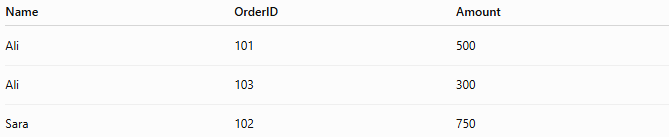 Name OrderID Amount
Ali 101 500
Ali 103 300
Sara 102 750